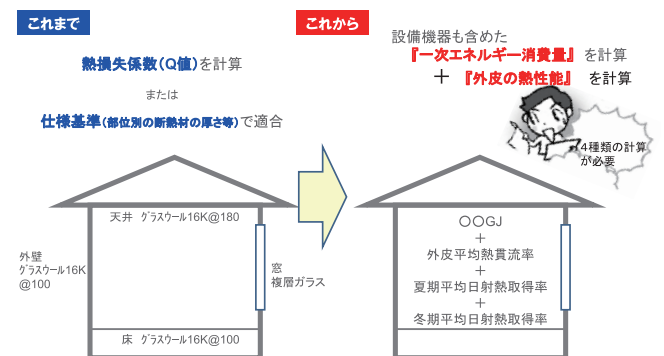 これまで
熱損失係数（Q値）を計算
または
仕様基準（部位別の断熱材の厚さ等）で適合
天井 グラスウール16K@180
外壁
グラスウール16K
@100
窓
複層ガラス
床 グラスウール16K@100
これから
設備機器も含めた
『一次エネルギー消費量』を計算
＋『外皮の熱性能』を計算
4種類の計算
が必要
〇〇GJ
＋
外皮平均熱貫流率
＋
夏期平均日射熱取得率
＋
冬期平均日射熱取得率